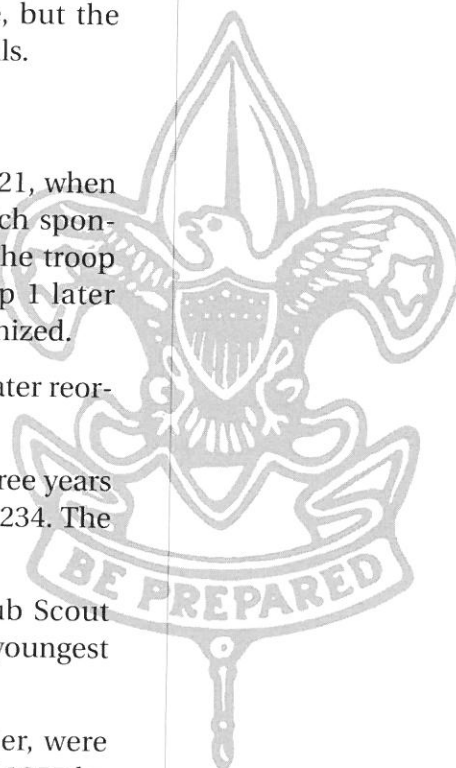 , but the
ls.
21, when
ch spon-
he troop
p 1 later
nized.
ater reor-
ree years
234. The
BE PREPARED
ub Scout
youngest
er, were